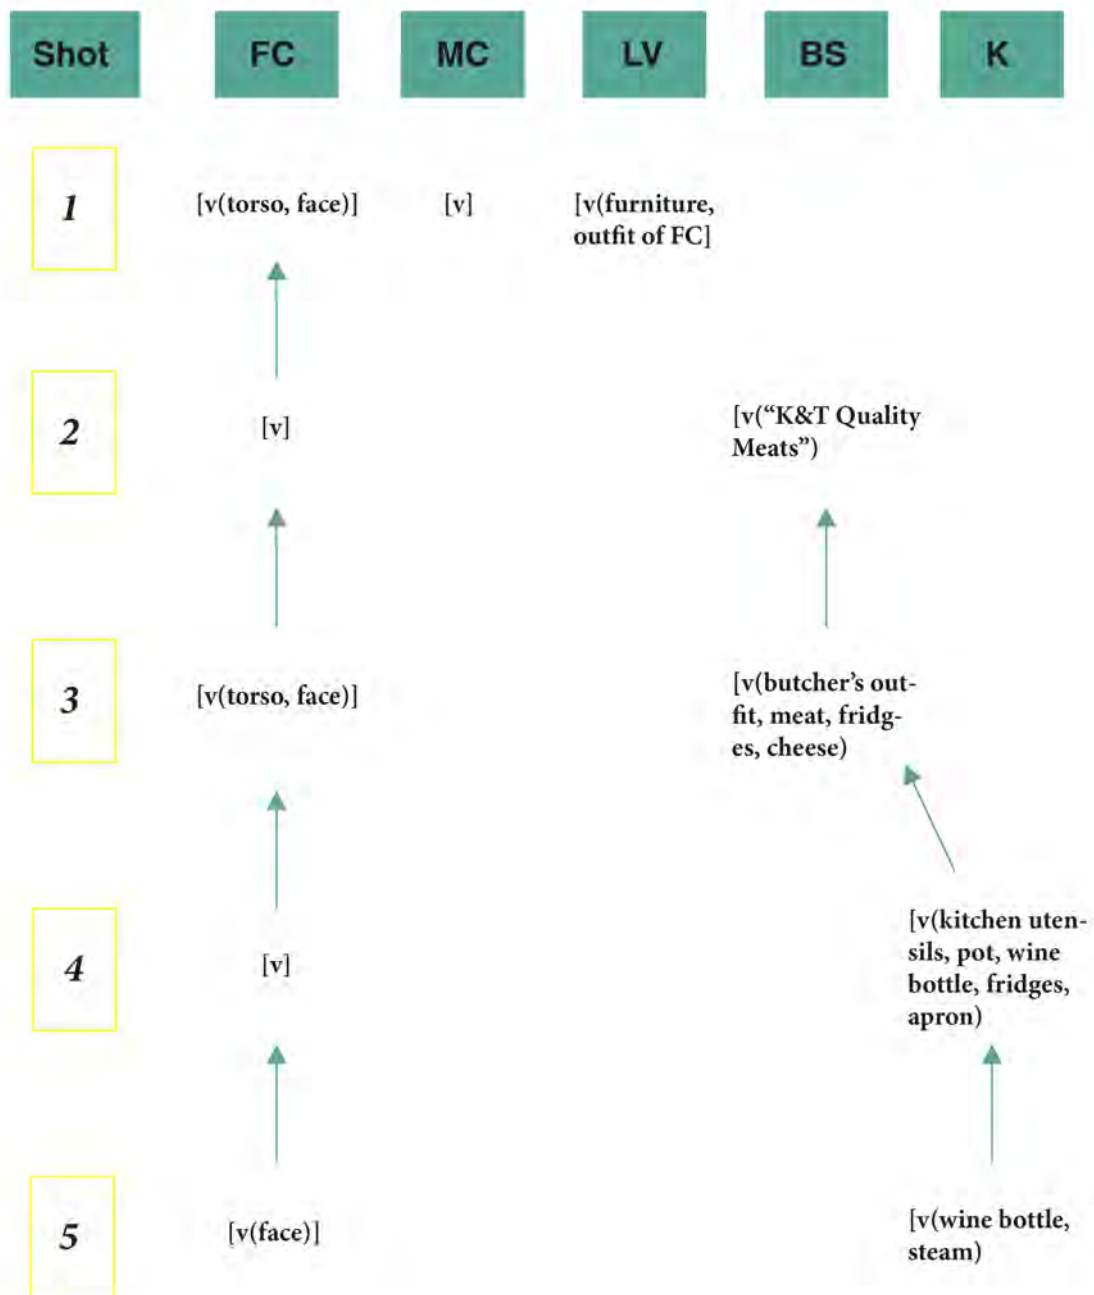 Shot FC MC LV BS K
1 [v(torso, face)] [v] [v(furniture,
outfit of FC]
2 [v] [v(“K&T Quality
Meats”)
3 [v(torso, face)] [v(butcher’s out-
fit, meat, fridg-
es, cheese)
4 [v] [v(kitchen uten-
sils, pot, wine
bottle, fridges,
apron)
5 [v(face)] [v(wine bottle,
steam)